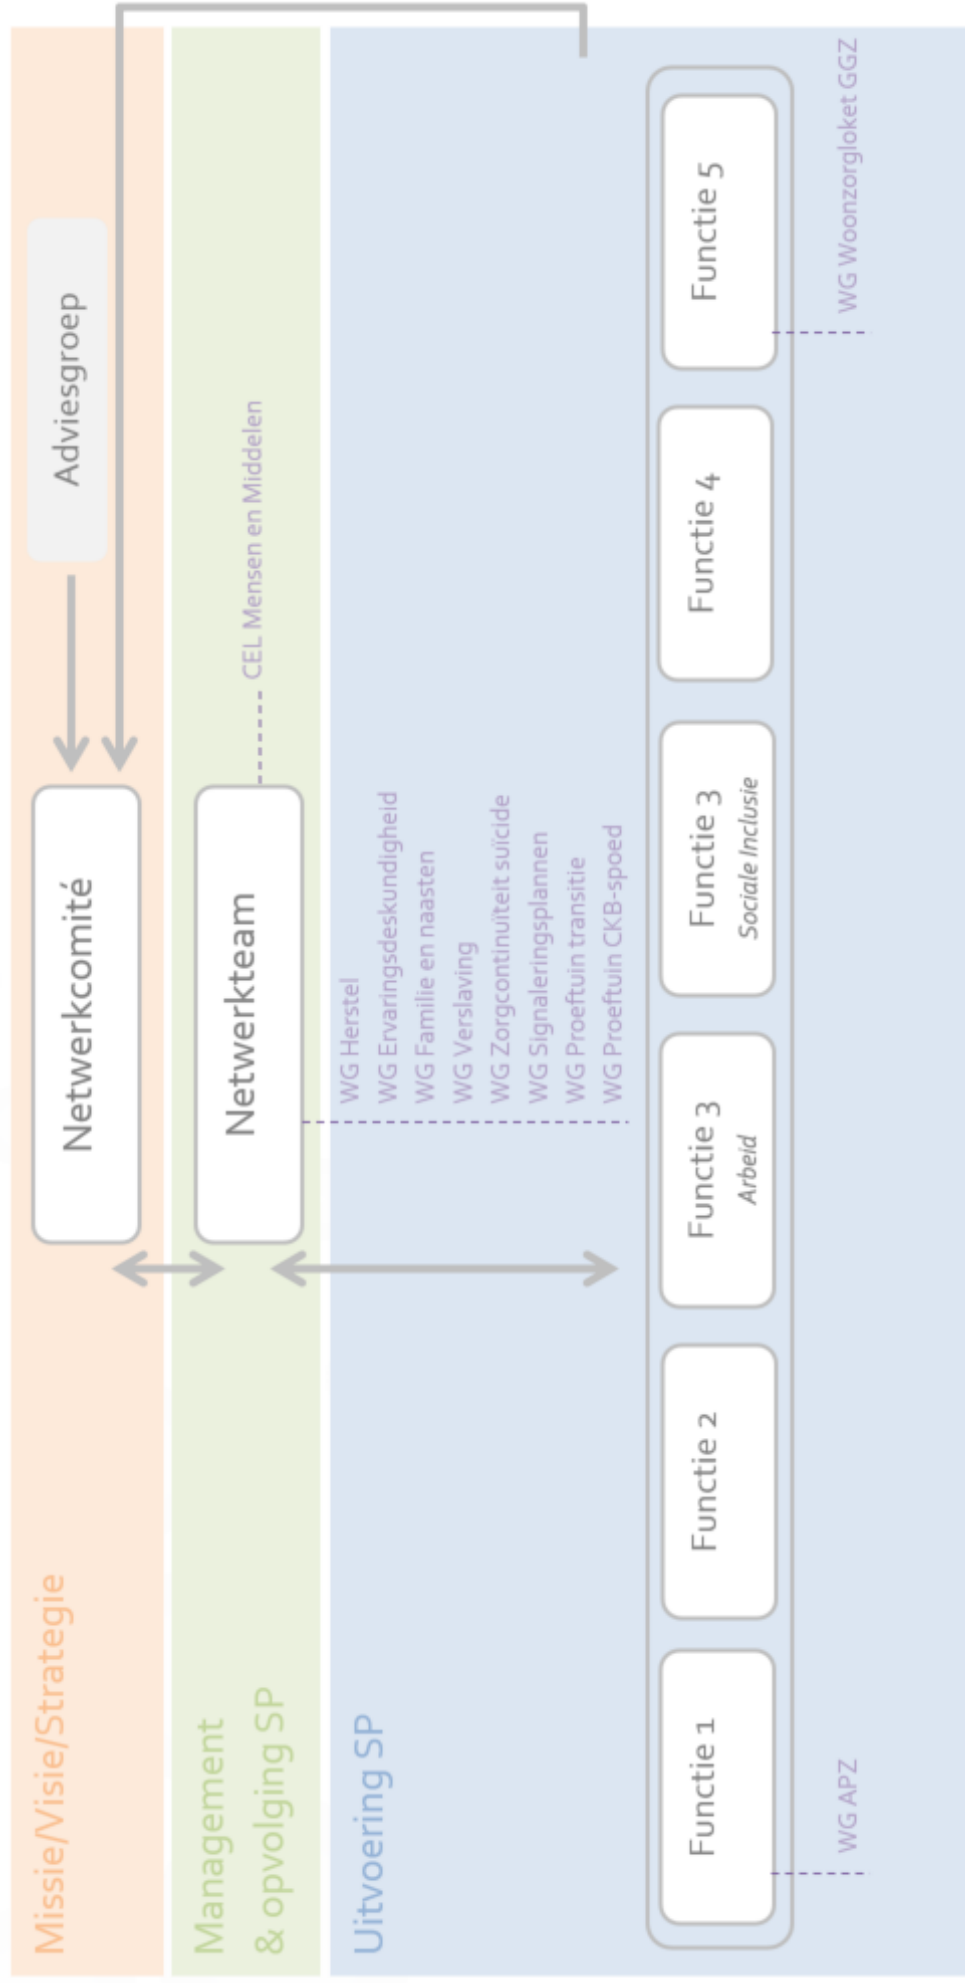 Missie/Visie/Strategie
Netwerkcomité
Adviesgroep
Management
& opvolging SP
Netwerkteam
CEL Mensen en Middelen
Uitvoering SP
WG Herstel
WG Ervaringsdeskundigheid
WG Familie en naasten
WG Verslaving
WG Zorgcontinuïteit suïcide
WG Signaleringsplannen
WG Proeftuin transitie
WG Proeftuin CKB-spoed
Functie 1
Functie 2
Functie 3
Arbeid
Functie 3
Sociale Inclusie
Functie 4
Functie 5
WG APZ
WG Woonzorgloket GGZ